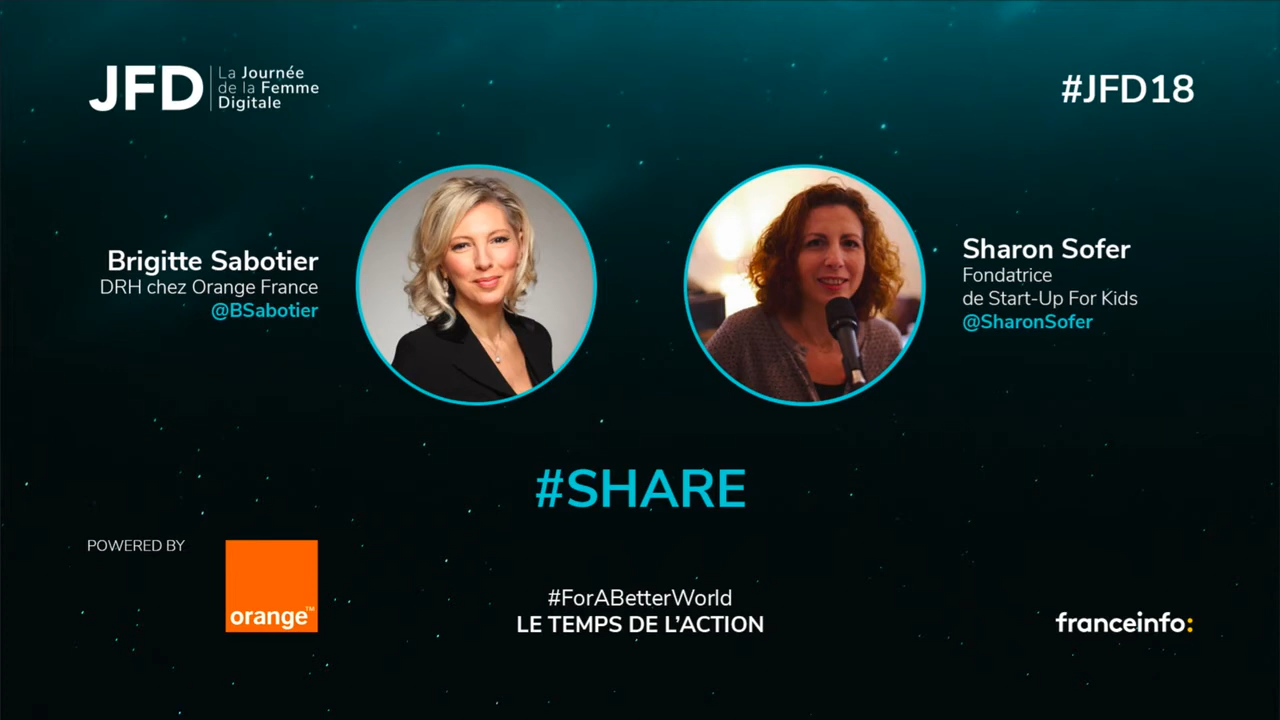 JFD
La Journée
de la Femme
Digitale
#JFD18
Brigitte Sabotier
DRH chez Orange France
@BSabotier
Sharon Sofer
Fondatrice
de Start-Up For Kids
@SharonSofer
#SHARE
POWERED BY
orange™
#ForABetterWorld
LE TEMPS DE L’ACTION
franceinfo: